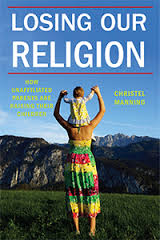 LOSING OUR
RELIGION
HOW
UNAFFILIATED
PARENTS ARE
RAISING THEIR
CHILDREN
CHRISTEL
MANNING